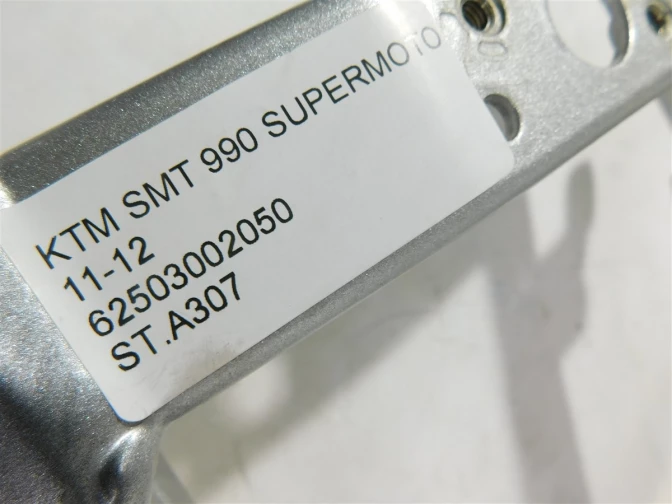 KTM SMT 990 SUPERMOTO
11-12
62503002050
ST.A307